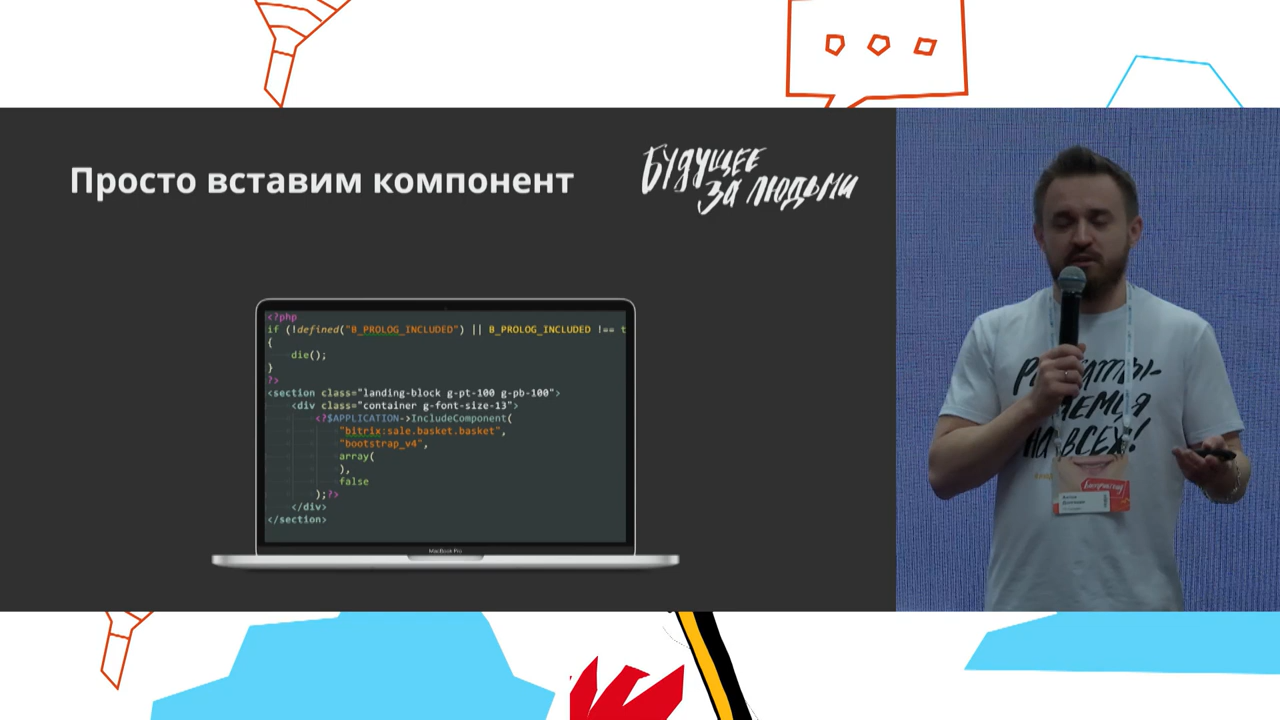 Просто вставим компонент
БУДУЩЕЕ
ЗА ЛЮДЬМИ
<?php
if (!defined("B_PROLOG_INCLUDED") || B_PROLOG_INCLUDED !== t
{
die();
}
?>
<section class="landing-block g-pt-100 g-pb-100">
<div class="container g-font-size-13">
<?$APPLICATION->IncludeComponent(
"bitrix:sale.basket.basket",
"bootstrap_v4",
array(
),
false
);?>
</div>
</section>
MacBook Pro
НА ВСЕХ!